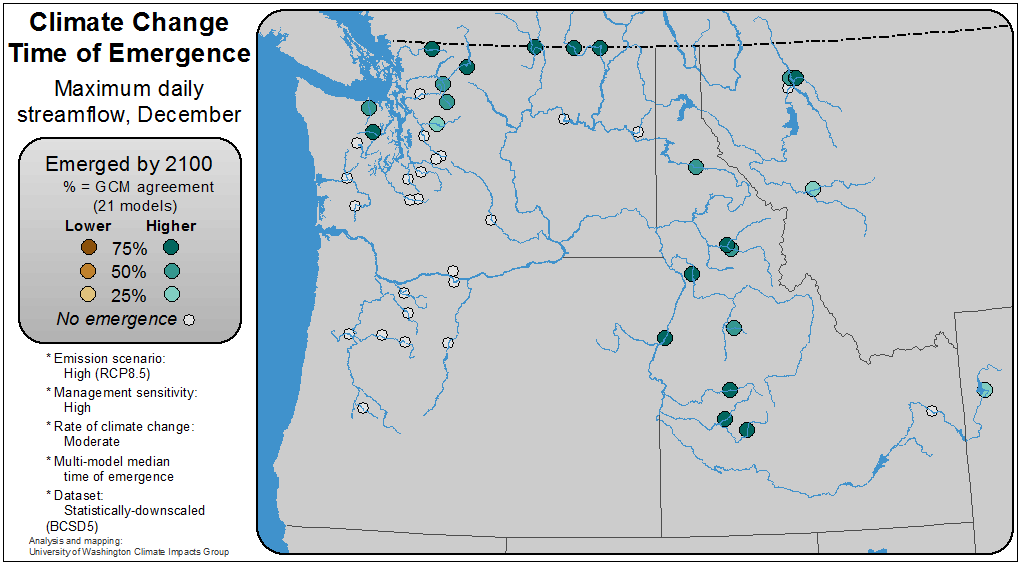 Climate Change
Time of Emergence
Maximum daily
streamflow, December
Emerged by 2100
% = GCM agreement
(21 models)
Lower Higher
75%
50%
25%
No emergence
* Emission scenario:
High (RCP8.5)
* Management sensitivity:
High
* Rate of climate change:
Moderate
* Multi-model median
time of emergence
* Dataset:
Statistically-downscaled
(BCSD5)
Analysis and mapping:
University of Washington Climate Impacts Group